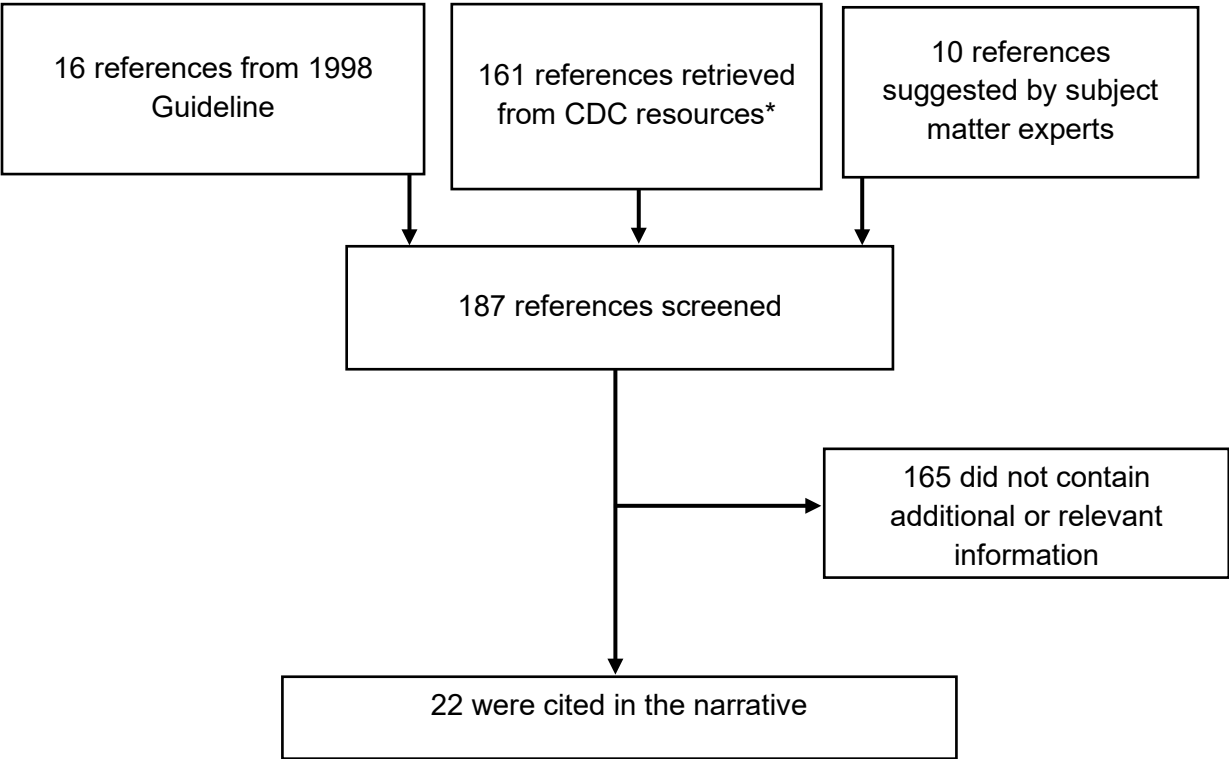 16 references from 1998
Guideline
161 references retrieved
from CDC resources*
10 references
suggested by subject
matter experts
187 references screened
165 did not contain
additional or relevant
information
22 were cited in the narrative